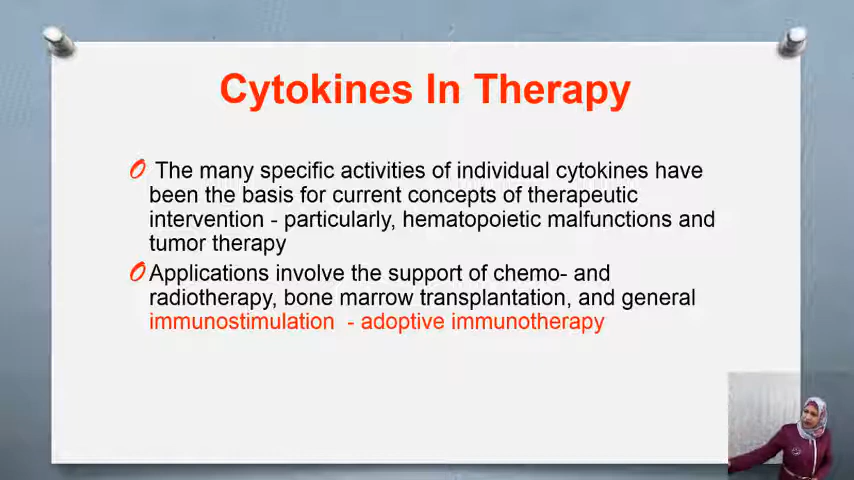 Cytokines In Therapy
The many specific activities of individual cytokines have
been the basis for current concepts of therapeutic
intervention - particularly, hematopoietic malfunctions and
tumor therapy
Applications involve the support of chemo- and
radiotherapy, bone marrow transplantation, and general
immunostimulation - adoptive immunotherapy